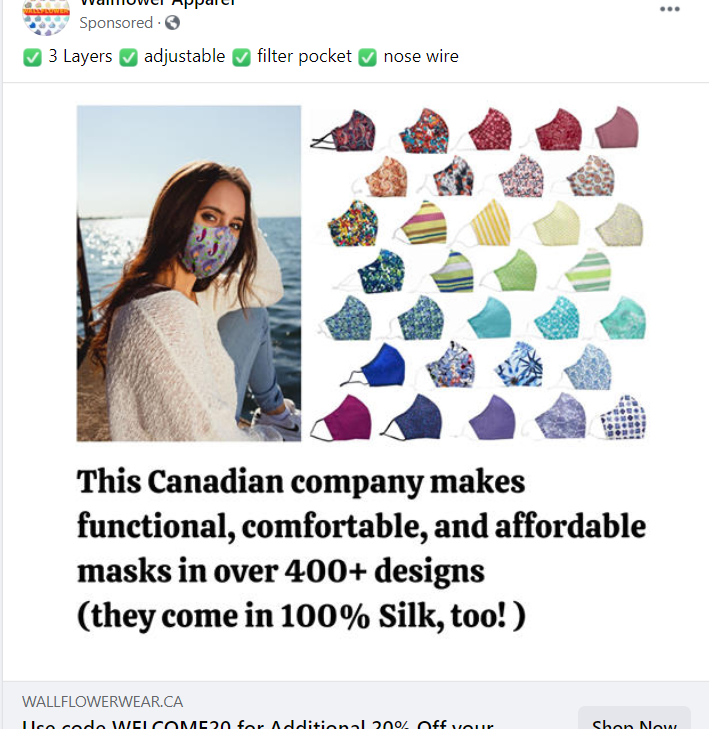 Wallflower Apparel
Sponsored ·
✅ 3 Layers ✅ adjustable ✅ filter pocket ✅ nose wire
This Canadian company makes
functional, comfortable, and affordable
masks in over 400+ designs
(they come in 100% Silk, too! )
WALLFLOWERWEAR.CA
Use code WELCOME20 for Additional 20% Off your
Shop Now